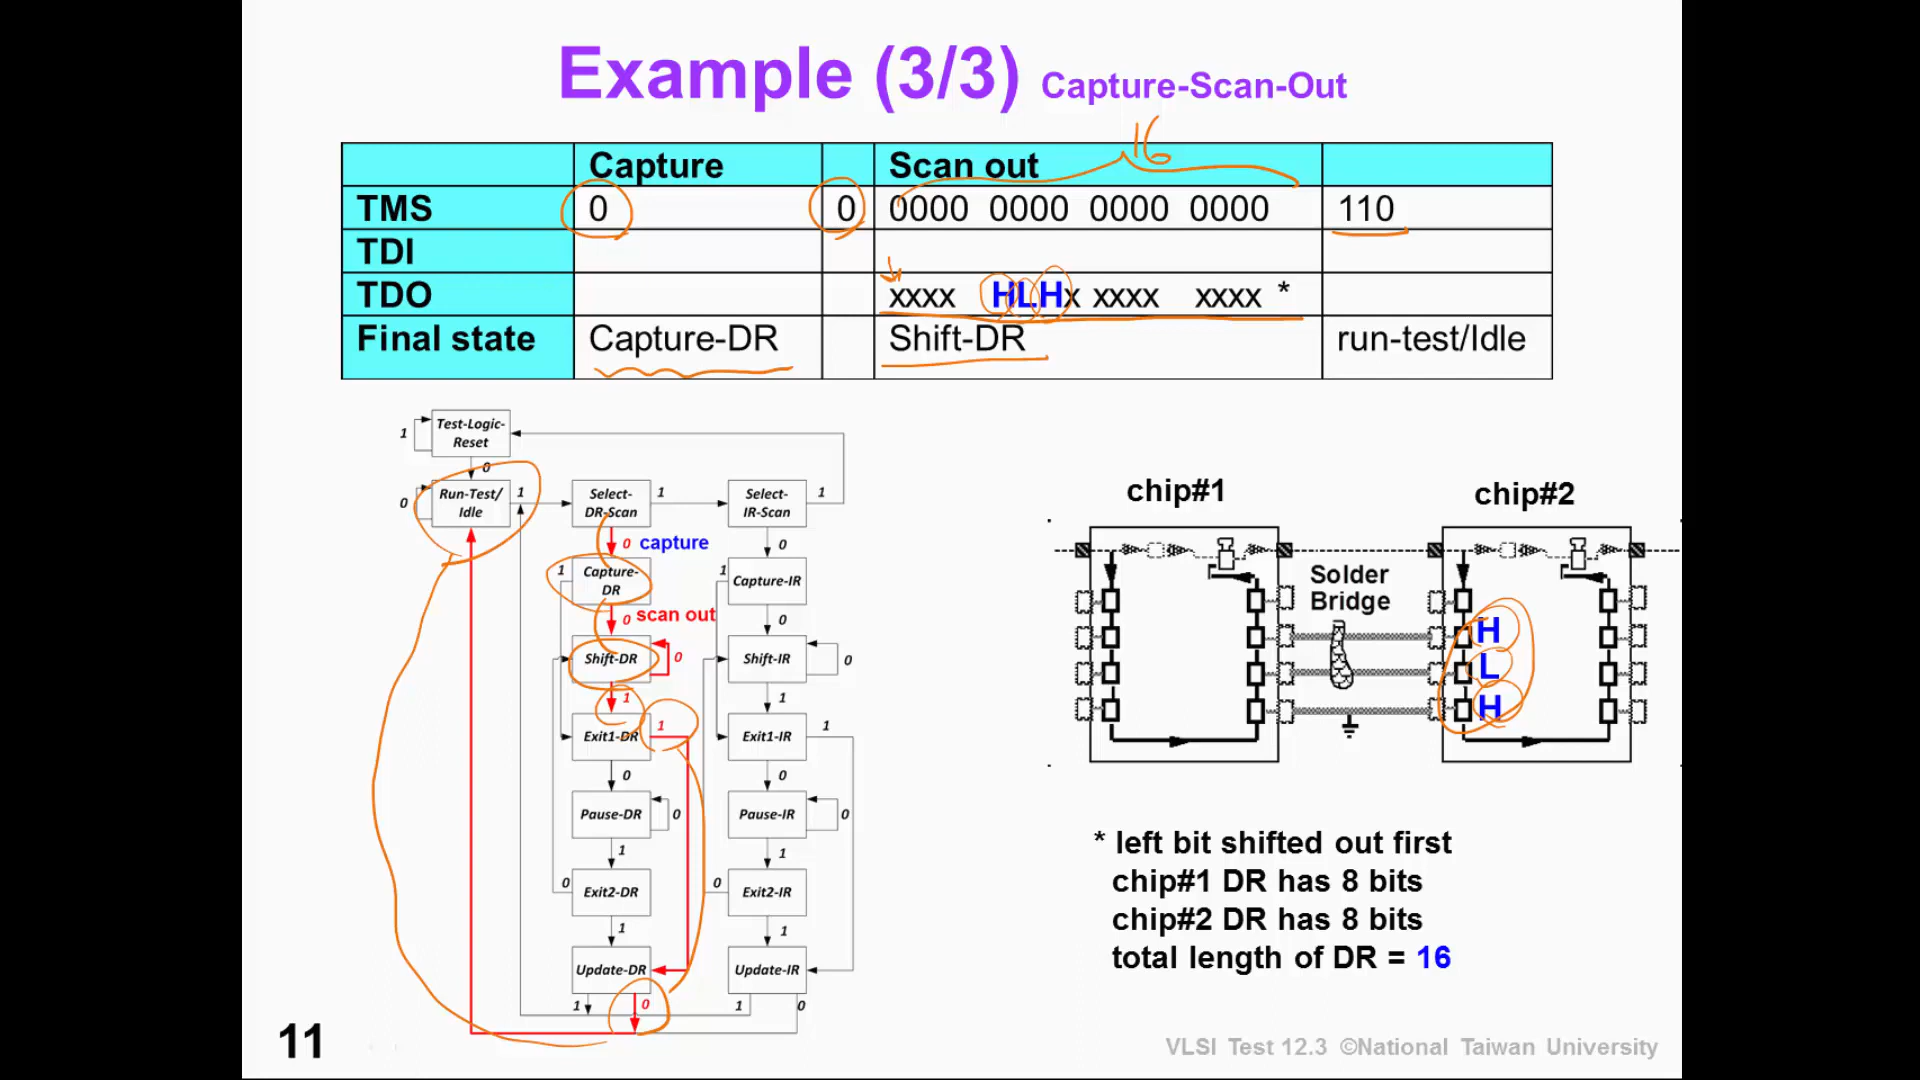 Example (3/3) Capture-Scan-Out
16
Capture Scan out
TMS 0 0 0000 0000 0000 0000 110
TDI
TDO xxxx HLHx xxxx xxxx *
Final state Capture-DR Shift-DR run-test/Idle
Test-Logic-
Reset
1
0
Run-Test/
Idle
0
1
Select-
DR-Scan
1
Select-
IR-Scan
1
0 capture
0
Capture-
DR
1
Capture-IR
1
0 scan out
0
Shift-DR
0
Shift-IR
0
1
1
Exit1-DR
1
Exit1-IR
1
0
0
Pause-DR
0
Pause-IR
0
1
1
Exit2-DR
0
Exit2-IR
0
1
1
Update-DR
Update-IR
1
0
1
0
chip#1
chip#2
Solder
Bridge
H
L
H
* left bit shifted out first
chip#1 DR has 8 bits
chip#2 DR has 8 bits
total length of DR = 16
11
VLSI Test 12.3 ©National Taiwan University